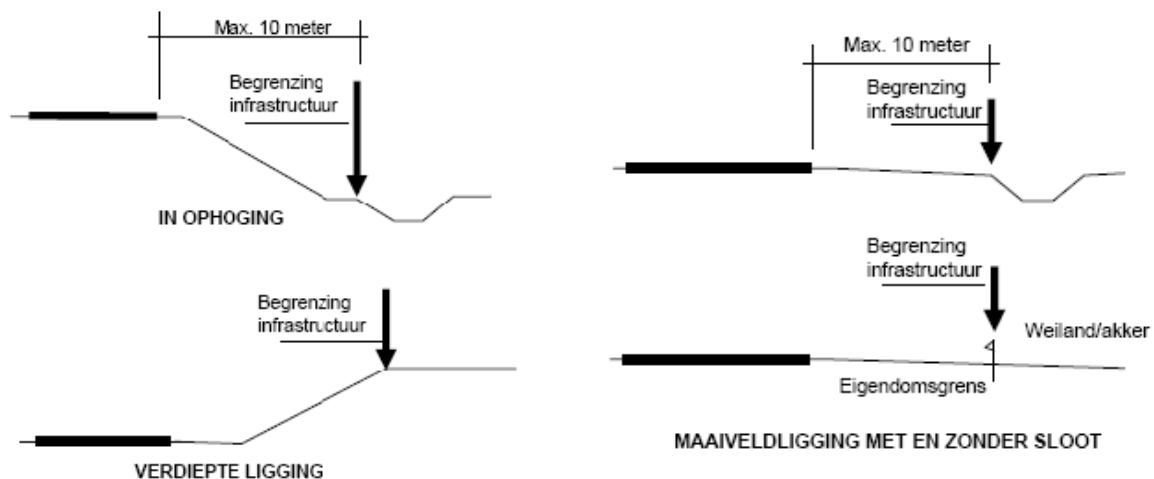 Max. 10 meter
Begrenzing
infrastructuur
IN OPHOGING
Begrenzing
infrastructuur
VERDIEPTE LIGGING
Max. 10 meter
Begrenzing
infrastructuur
Begrenzing
infrastructuur
Weiland/akker
Eigendomsgrens
MAAIVELDLIGGING MET EN ZONDER SLOOT